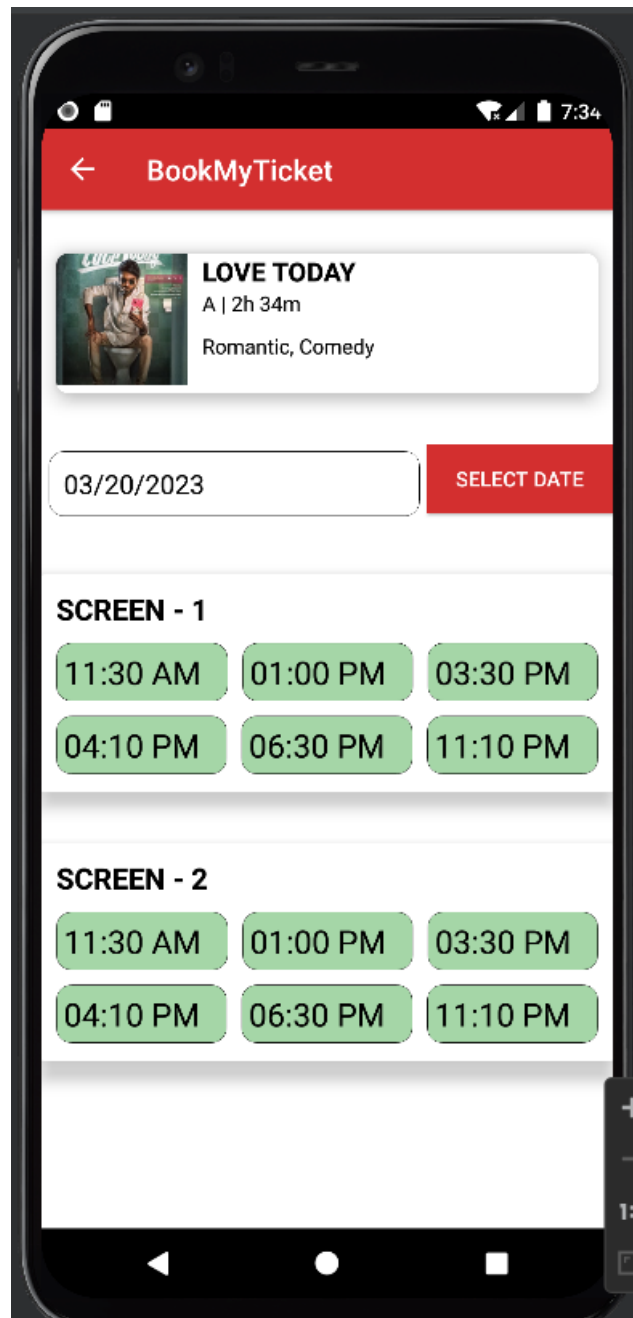 7:34
BookMyTicket
LOVE TODAY
A | 2h 34m
Romantic, Comedy
03/20/2023 SELECT DATE
SCREEN - 1
11:30 AM 01:00 PM 03:30 PM
04:10 PM 06:30 PM 11:10 PM
SCREEN - 2
11:30 AM 01:00 PM 03:30 PM
04:10 PM 06:30 PM 11:10 PM